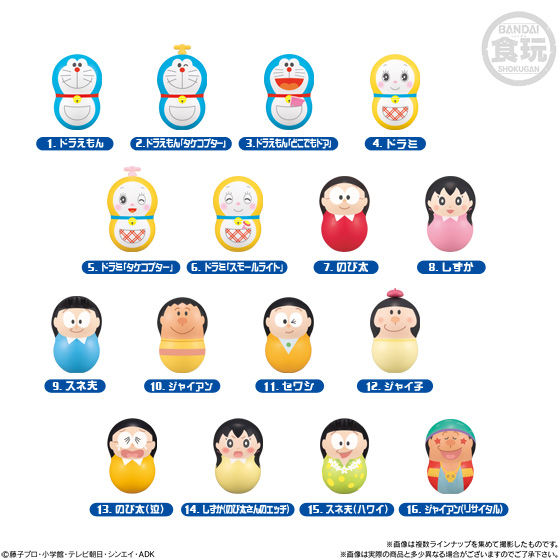 BANDAI
食玩
SHOKUGAN
1. ドラえもん
2. ドラえもん「タケコプター」
3. ドラえもん「どこでもドア」
4. ドラミ
5. ドラミ「タケコプター」
6. ドラミ「スモールライト」
7. のび太
8. しずか
9. スネ夫
10. ジャイアン
11. セワシ
12. ジャイ子
13. のび太(泣)
14. しずか(のび太さんのエッチ)
15. スネ夫(ハワイ)
16. ジャイアン(リサイタル)
※画像は複数ラインナップを集めて撮影したものです。
©藤子プロ・小学館・テレビ朝日・シンエイ・ADK
※画像は実際の商品と多少異なる場合がございますのでご了承ください。